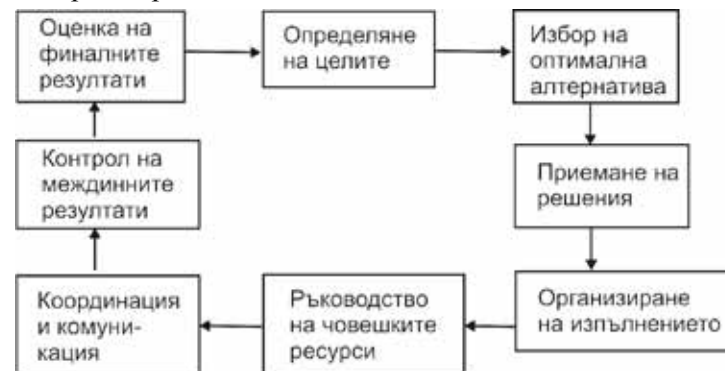 Оценка на
финалните
резултати
Определяне
на целите
Избор на
оптимална
алтернатива
Контрол на
междинните
резултати
Приемане на
решения
Координация
и комуни-
кация
Ръководство
на човешките
ресурси
Организиране
на изпълнението